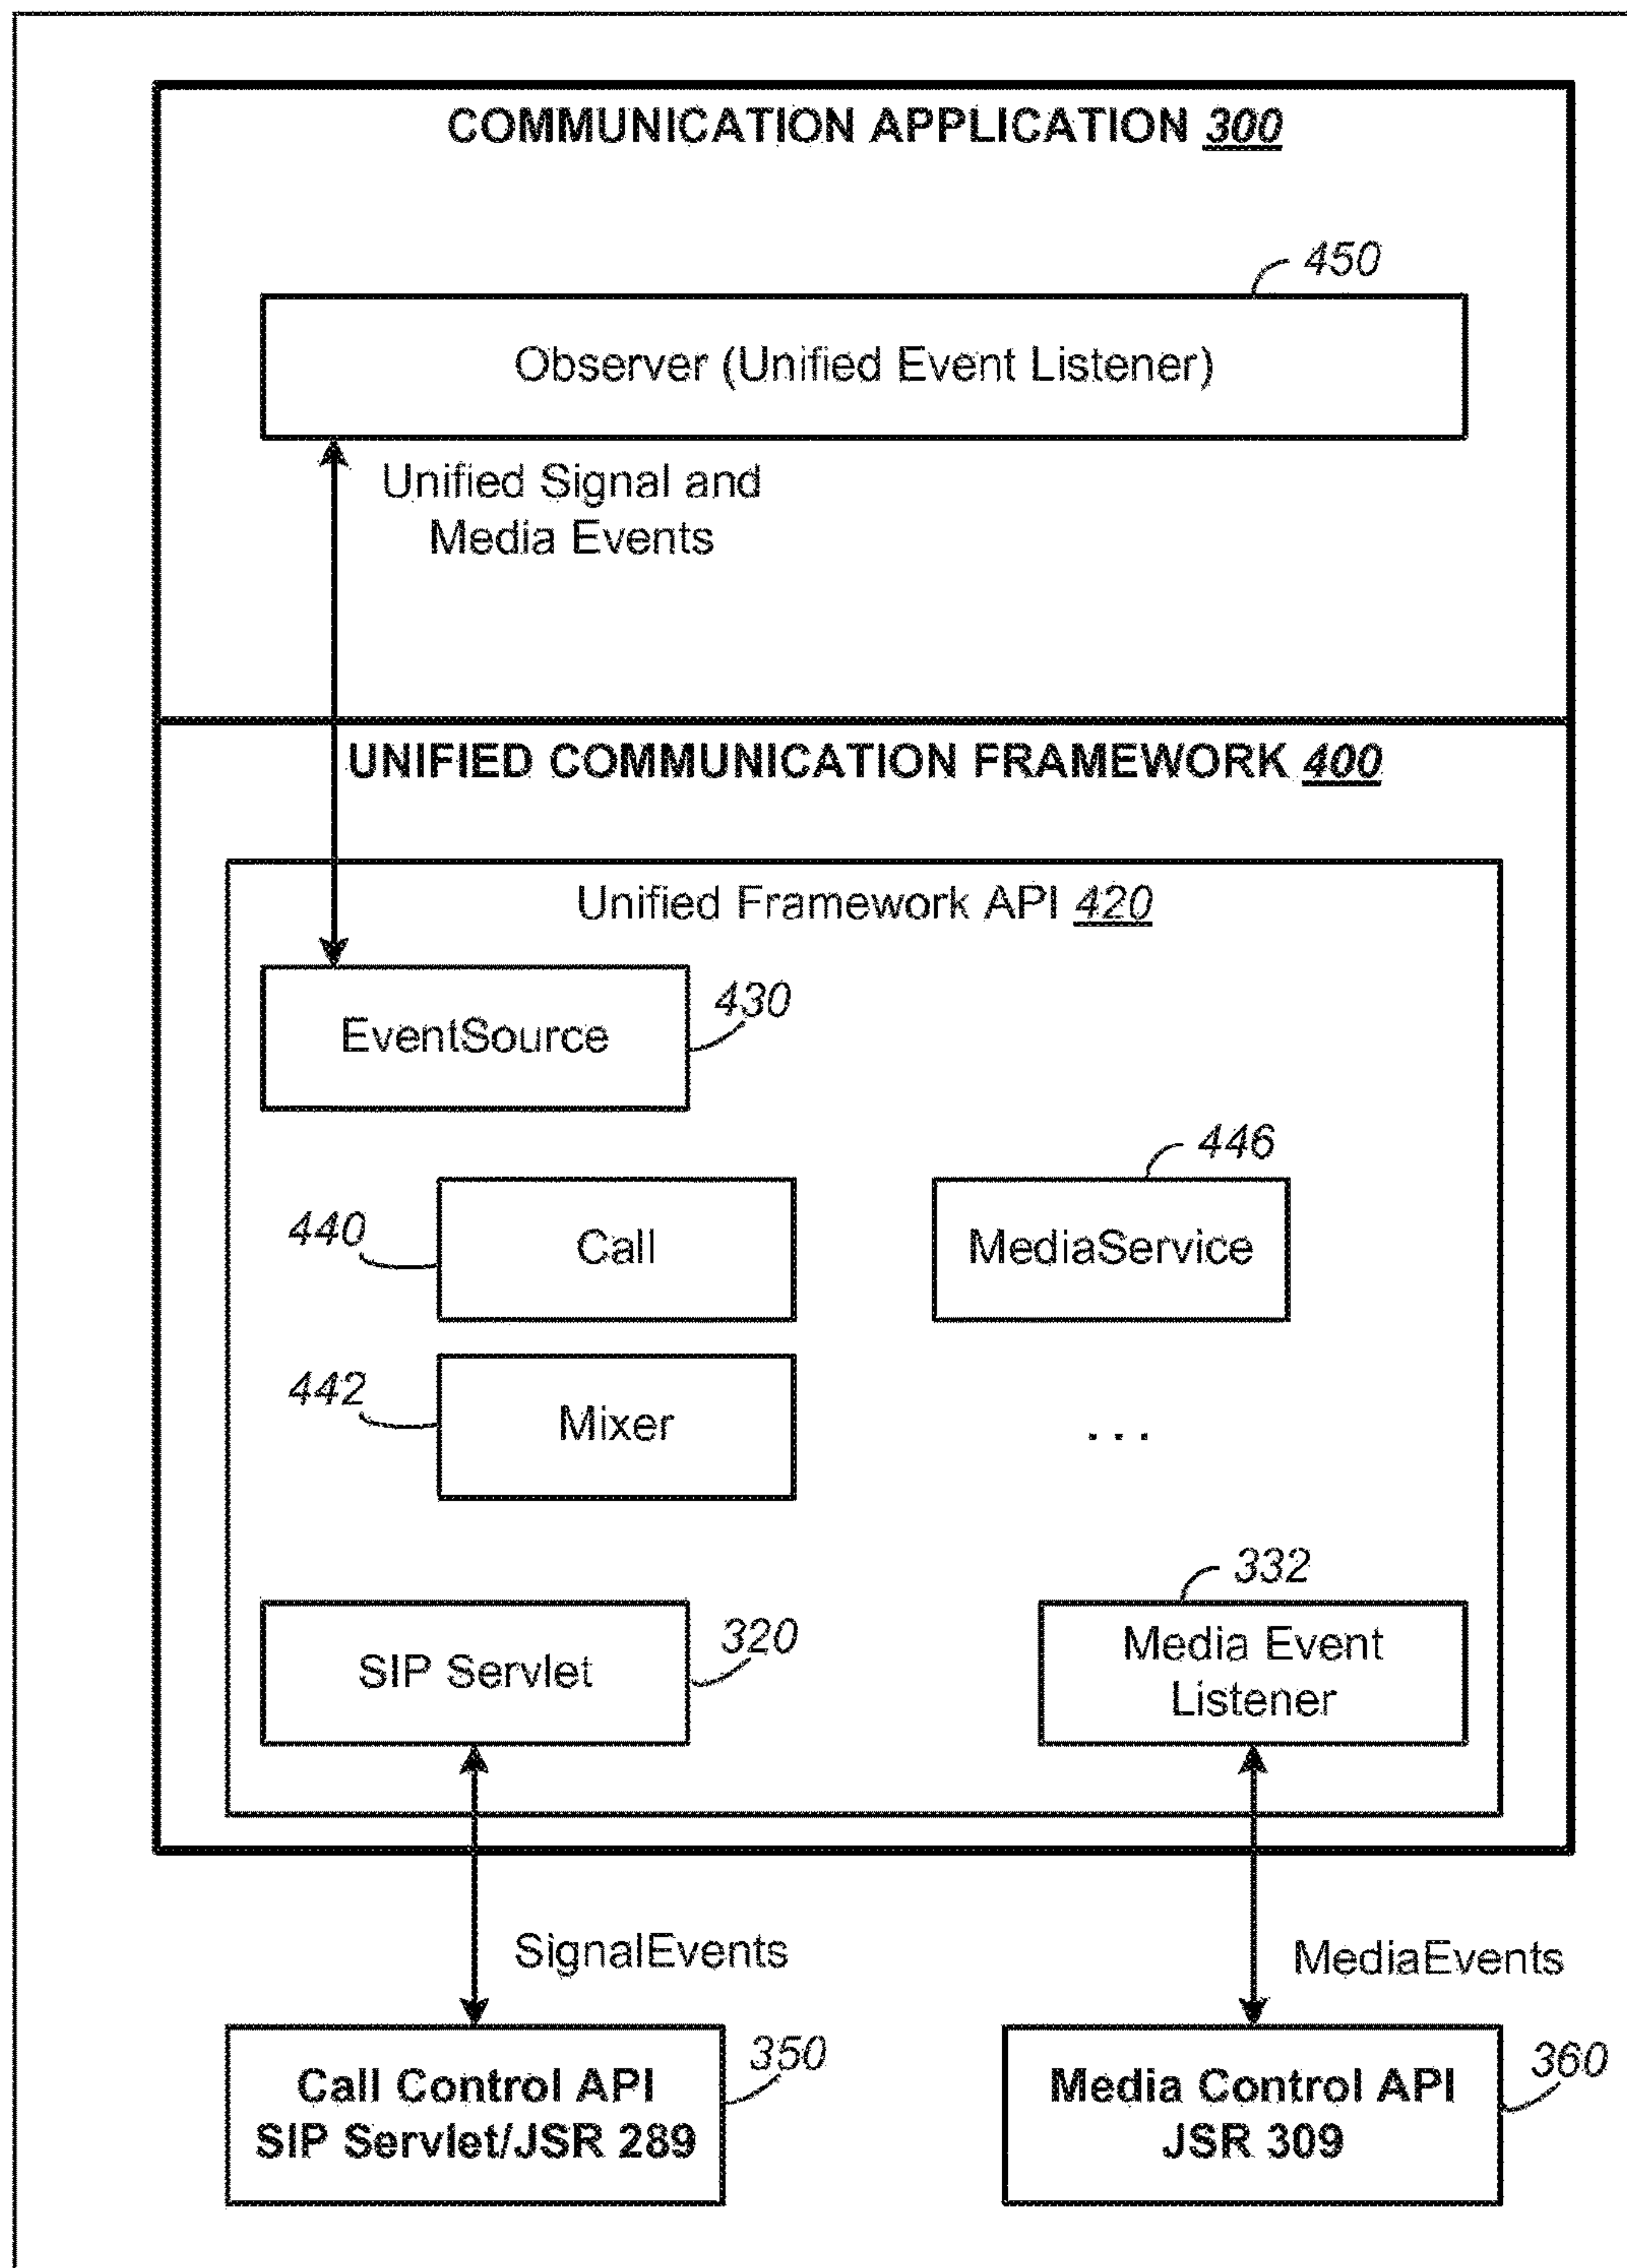 COMMUNICATION APPLICATION 300
450
Observer (Unified Event Listener)
Unified Signal and
Media Events
UNIFIED COMMUNICATION FRAMEWORK 400
Unified Framework API 420
430
EventSource
446
440
Call
MediaService
442
Mixer
. . .
332
320
SIP Servlet
Media Event
Listener
SignalEvents
MediaEvents
350
360
Call Control API
SIP Servlet/JSR 289
Media Control API
JSR 309